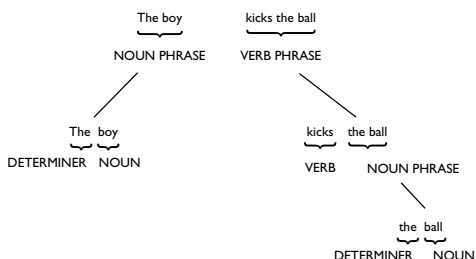 The boy kicks the ball
NOUN PHRASE VERB PHRASE
The boy kicks the ball
DETERMINER NOUN VERB NOUN PHRASE
the ball
DETERMINER NOUN